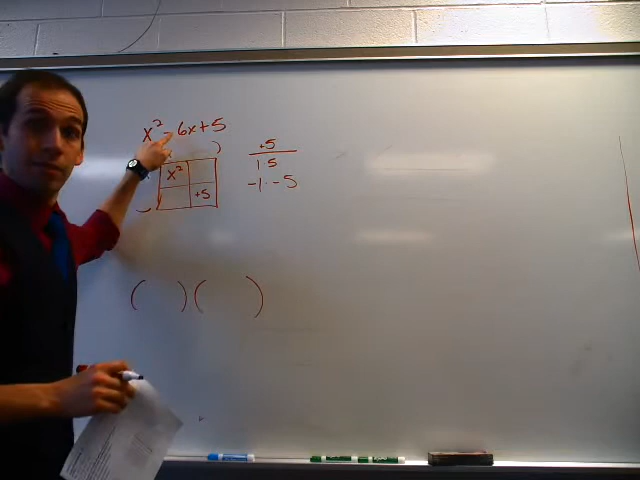 x² - 6x + 5
+5
1 5
-1 · -5
x²
+5
( ) ( )